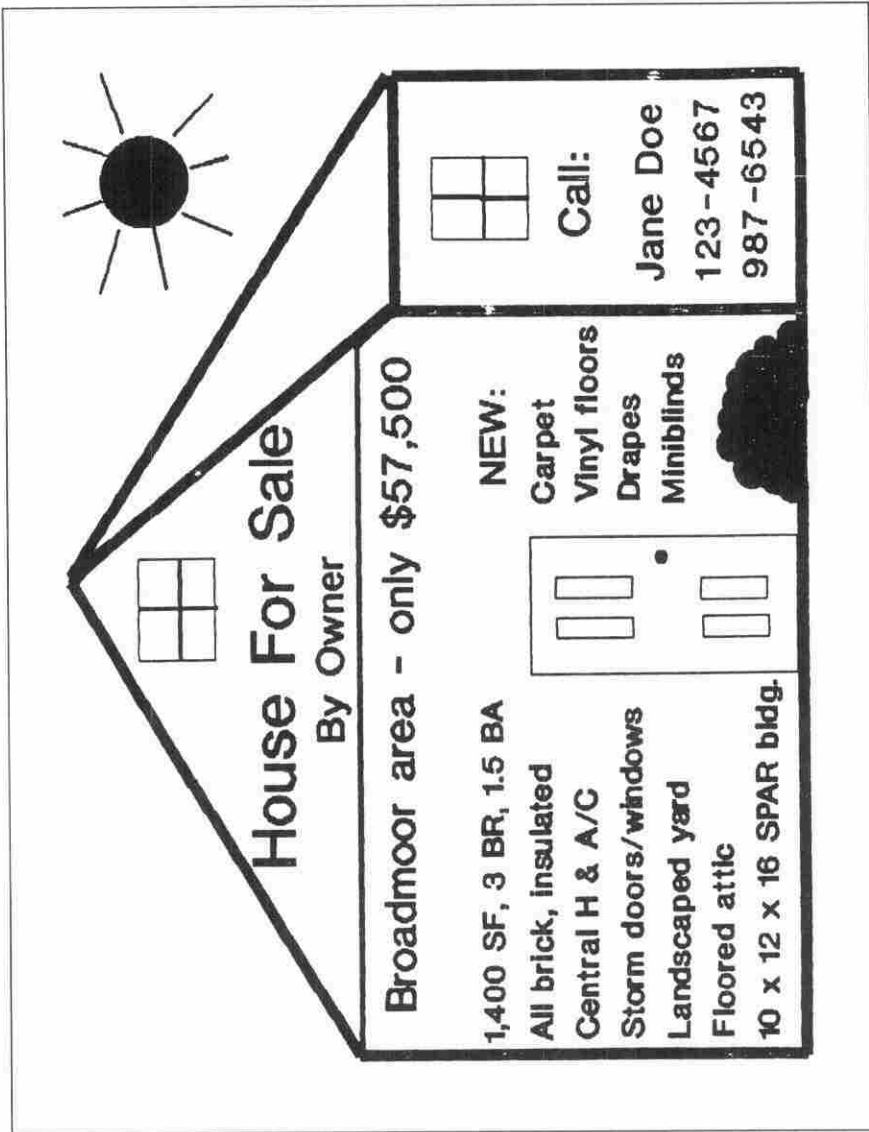 House For Sale
By Owner
Broadmoor area - only $57,500
1,400 SF, 3 BR, 1.5 BA
All brick, insulated
Central H & A/C
Storm doors/windows
Landscaped yard
Floored attic
10 x 12 x 16 SPAR bldg.
NEW:
Carpet
Vinyl floors
Drapes
Miniblinds
Call:
Jane Doe
123-4567
987-6543